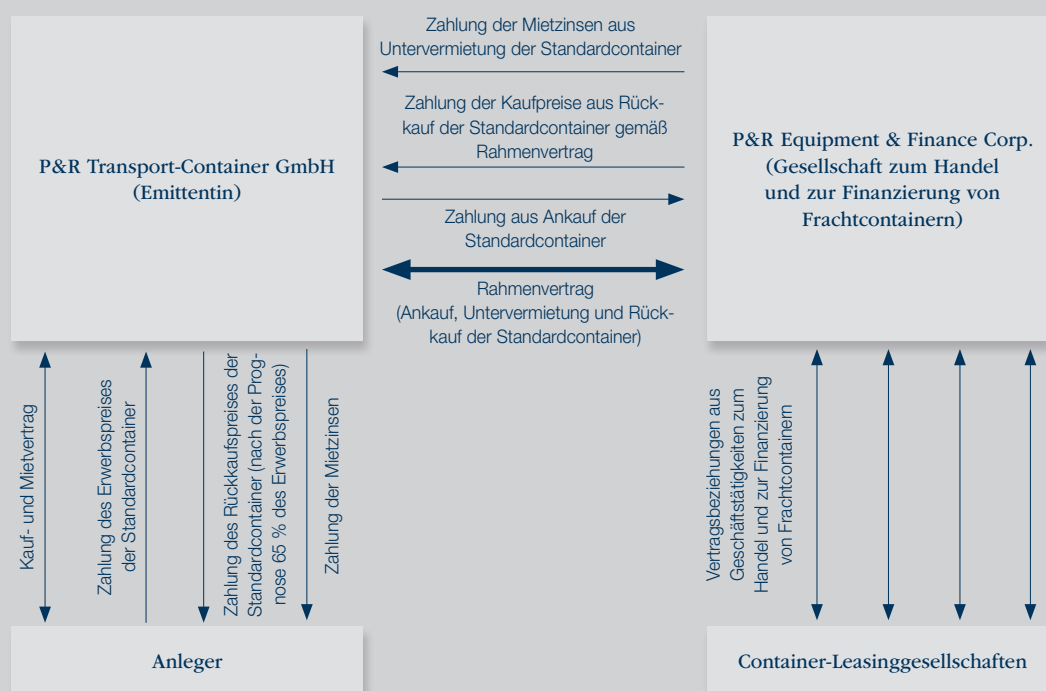 Zahlung der Mietzinsen aus
Untervermietung der Standardcontainer
Zahlung der Kaufpreise aus Rück-
kauf der Standardcontainer gemäß
Rahmenvertrag
P&R Transport-Container GmbH
(Emittentin)
P&R Equipment & Finance Corp.
(Gesellschaft zum Handel
und zur Finanzierung von
Frachtcontainern)
Zahlung aus Ankauf der
Standardcontainer
Rahmenvertrag
(Ankauf, Untervermietung und Rück-
kauf der Standardcontainer)
Kauf- und Mietvertrag
Zahlung des Erwerbspreises
der Standardcontainer
Zahlung des Rückkaufspreises der
Standardcontainer (nach der Prog-
nose 65 % des Erwerbspreises)
Zahlung der Mietzinsen
Vertragsbeziehungen aus
Geschäftstätigkeiten zum
Handel und zur Finanzierung
von Frachtcontainern
Anleger
Container-Leasinggesellschaften